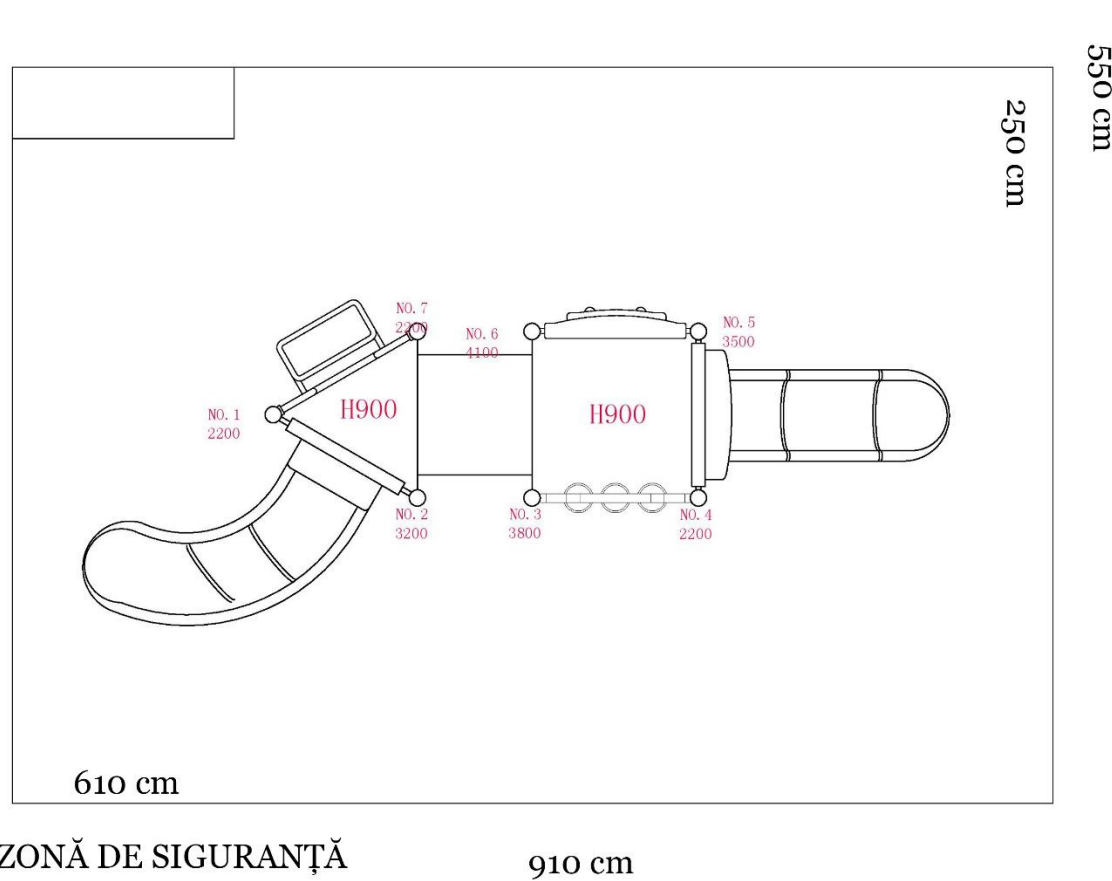 550 cm
250 cm
NO. 7
2200
NO. 6
4100
NO. 5
3500
NO. 1
2200
H900
H900
NO. 2
3200
NO. 3
3800
NO. 4
2200
610 cm
ZONĂ DE SIGURANȚĂ
910 cm